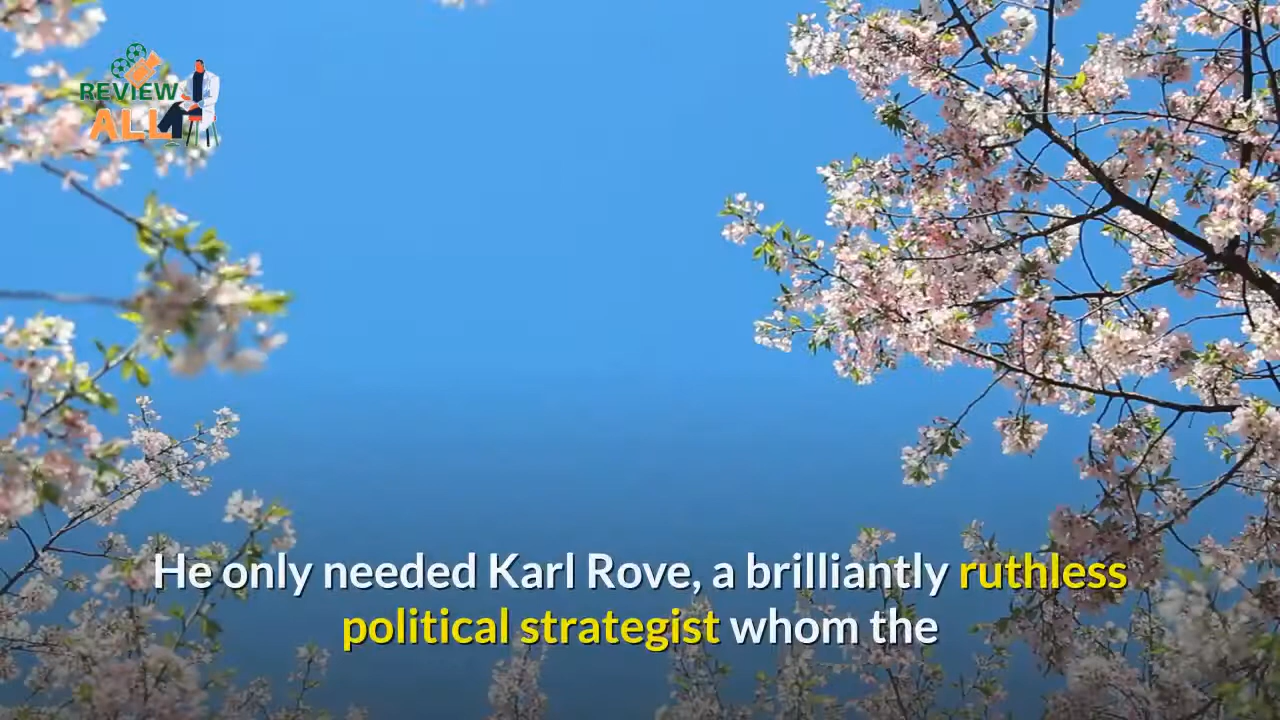 REVIEW
ALL
He only needed Karl Rove, a brilliantly ruthless
political strategist whom the